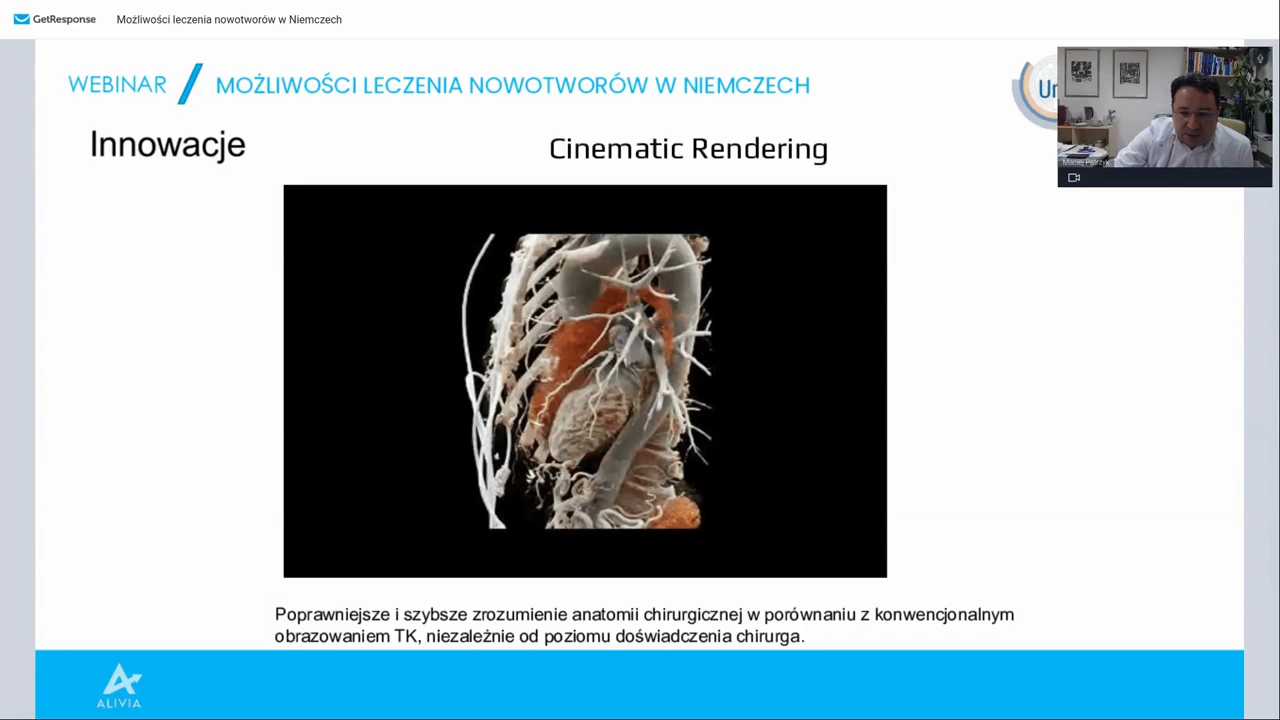 GetResponse Możliwości leczenia nowotworów w Niemczech
WEBINAR / MOŻLIWOŚCI LECZENIA NOWOTWORÓW W NIEMCZECH
Innowacje
Cinematic Rendering
Poprawniejsze i szybsze zrozumienie anatomii chirurgicznej w porównaniu z konwencjonalnym
obrazowaniem TK, niezależnie od poziomu doświadczenia chirurga.
ALIVIA